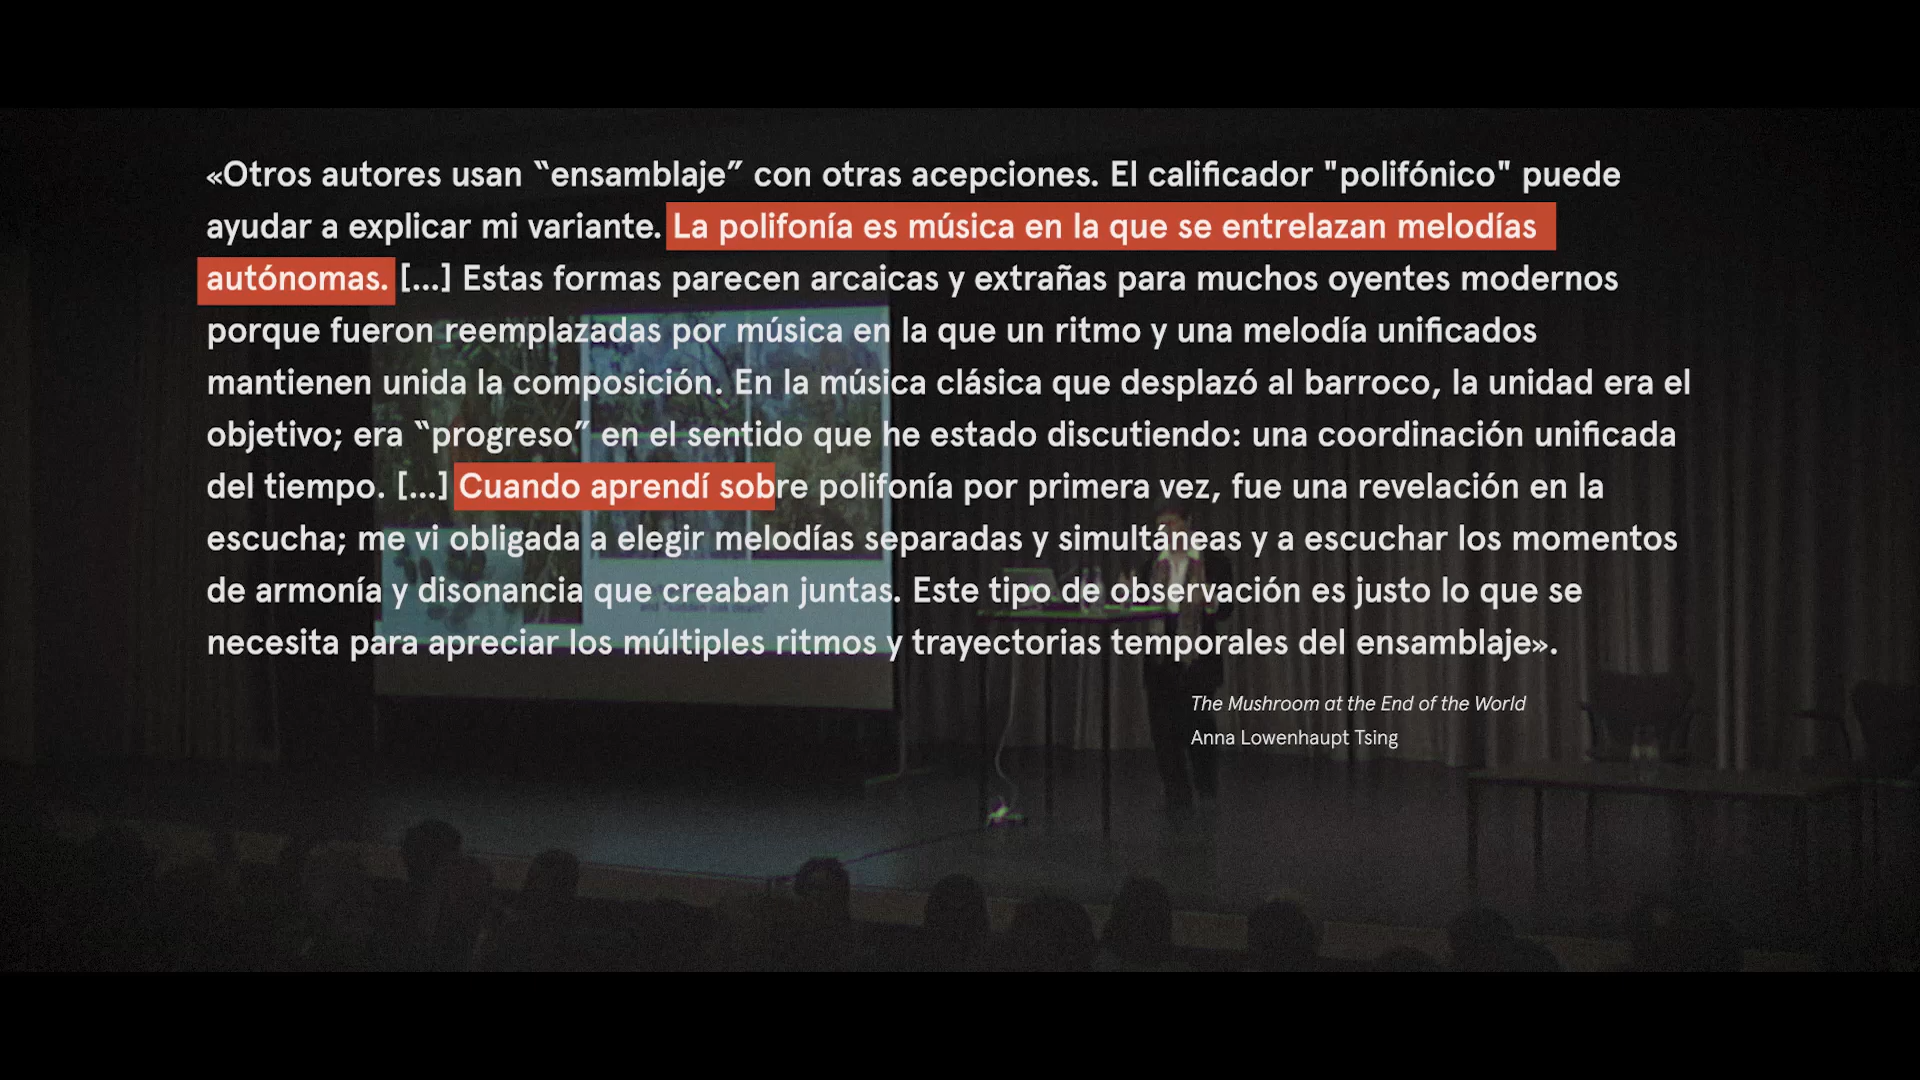 «Otros autores usan “ensamblaje” con otras acepciones. El calificador "polifónico" puede
ayudar a explicar mi variante. La polifonía es música en la que se entrelazan melodías
autónomas. [...] Estas formas parecen arcaicas y extrañas para muchos oyentes modernos
porque fueron reemplazadas por música en la que un ritmo y una melodía unificados
mantienen unida la composición. En la música clásica que desplazó al barroco, la unidad era el
objetivo; era “progreso” en el sentido que he estado discutiendo: una coordinación unificada
del tiempo. [...] Cuando aprendí sobre polifonía por primera vez, fue una revelación en la
escucha; me vi obligada a elegir melodías separadas y simultáneas y a escuchar los momentos
de armonía y disonancia que creaban juntas. Este tipo de observación es justo lo que se
necesita para apreciar los múltiples ritmos y trayectorias temporales del ensamblaje».
The Mushroom at the End of the World
Anna Lowenhaupt Tsing